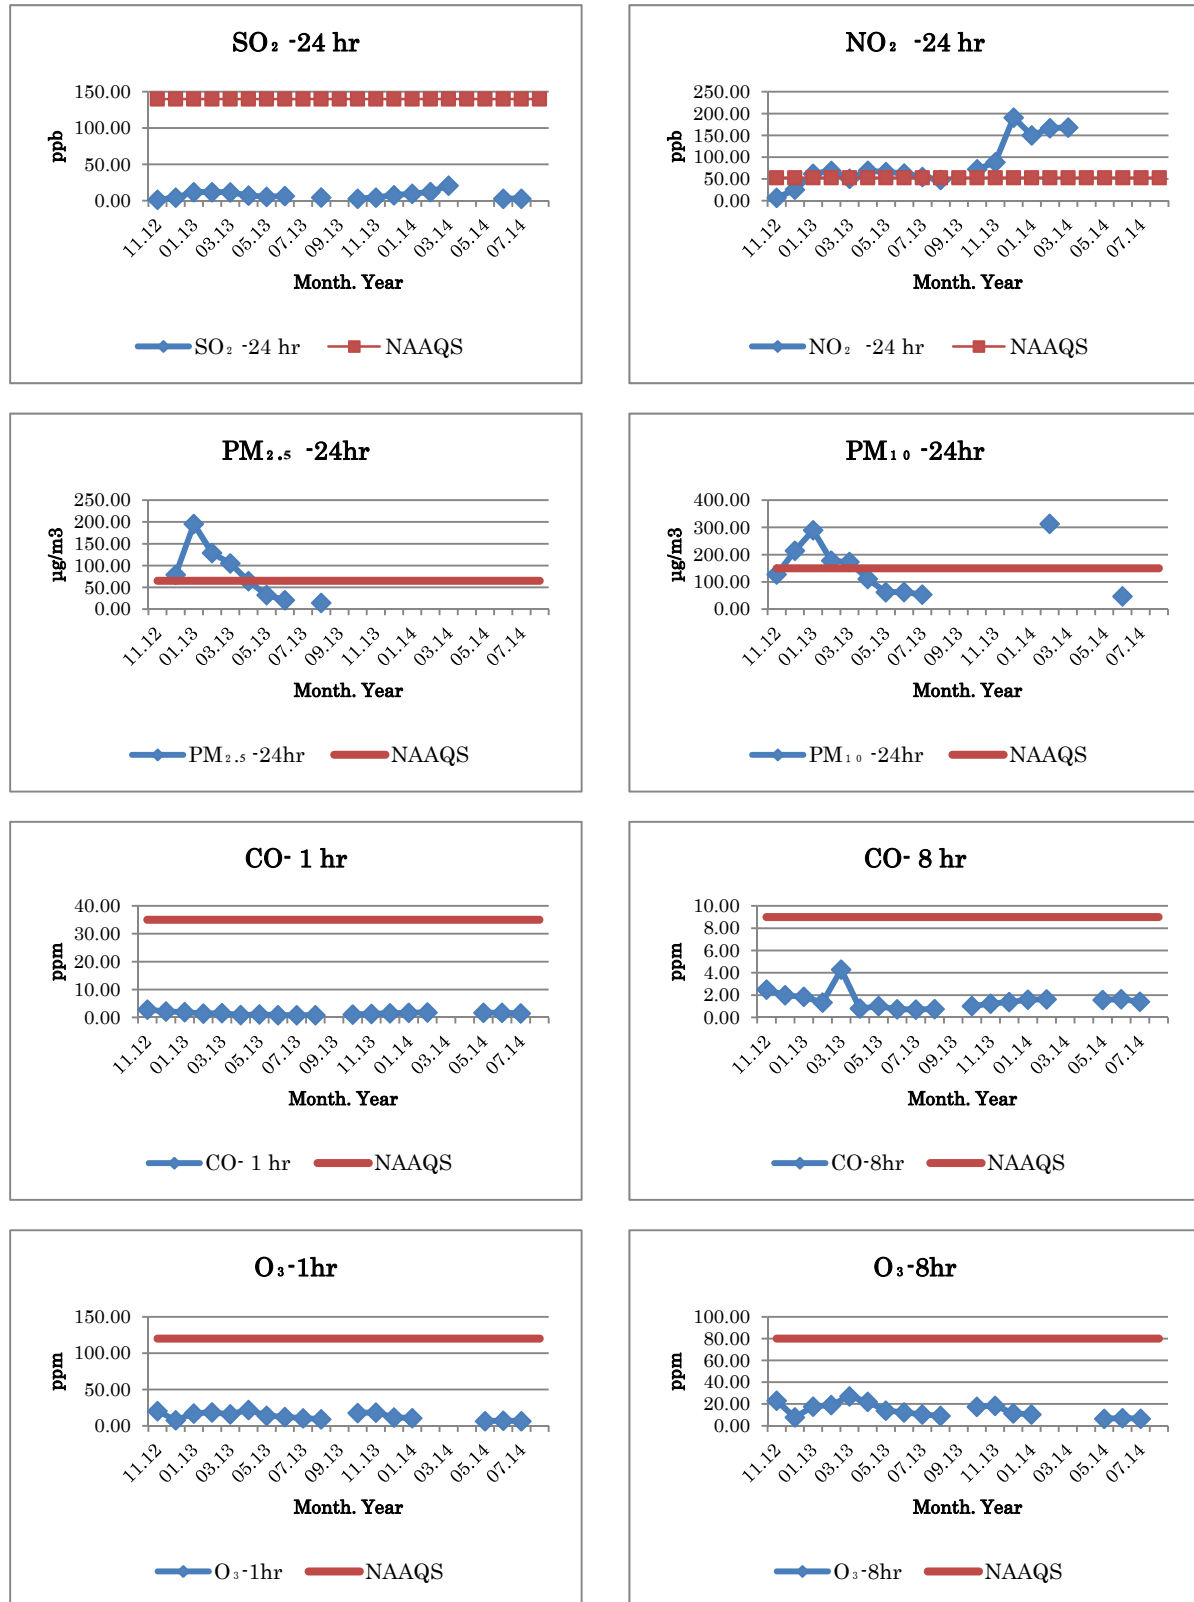 SO₂ -24 hr
150.00
100.00
50.00
0.00
ppb
11.12 01.13 03.13 05.13 07.13 09.13 11.13 01.14 03.14 05.14 07.14
Month. Year
SO₂ -24 hr NAAQS
NO₂ -24 hr
250.00
200.00
150.00
100.00
50.00
0.00
ppb
11.12 01.13 03.13 05.13 07.13 09.13 11.13 01.14 03.14 05.14 07.14
Month. Year
NO₂ -24 hr NAAQS
PM₂.₅ -24hr
250.00
200.00
150.00
100.00
50.00
0.00
µg/m3
11.12 01.13 03.13 05.13 07.13 09.13 11.13 01.14 03.14 05.14 07.14
Month. Year
PM₂.₅ -24hr NAAQS
PM₁₀ -24hr
400.00
300.00
200.00
100.00
0.00
µg/m3
11.12 01.13 03.13 05.13 07.13 09.13 11.13 01.14 03.14 05.14 07.14
Month. Year
PM₁₀ -24hr NAAQS
CO- 1 hr
40.00
30.00
20.00
10.00
0.00
ppm
11.12 01.13 03.13 05.13 07.13 09.13 11.13 01.14 03.14 05.14 07.14
Month. Year
CO- 1 hr NAAQS
CO- 8 hr
10.00
8.00
6.00
4.00
2.00
0.00
ppm
11.12 01.13 03.13 05.13 07.13 09.13 11.13 01.14 03.14 05.14 07.14
Month. Year
CO-8hr NAAQS
O₃-1hr
150.00
100.00
50.00
0.00
ppm
11.12 01.13 03.13 05.13 07.13 09.13 11.13 01.14 03.14 05.14 07.14
Month. Year
O₃-1hr NAAQS
O₃-8hr
100.00
80.00
60.00
40.00
20.00
0.00
ppm
11.12 01.13 03.13 05.13 07.13 09.13 11.13 01.14 03.14 05.14 07.14
Month. Year
O₃-8hr NAAQS